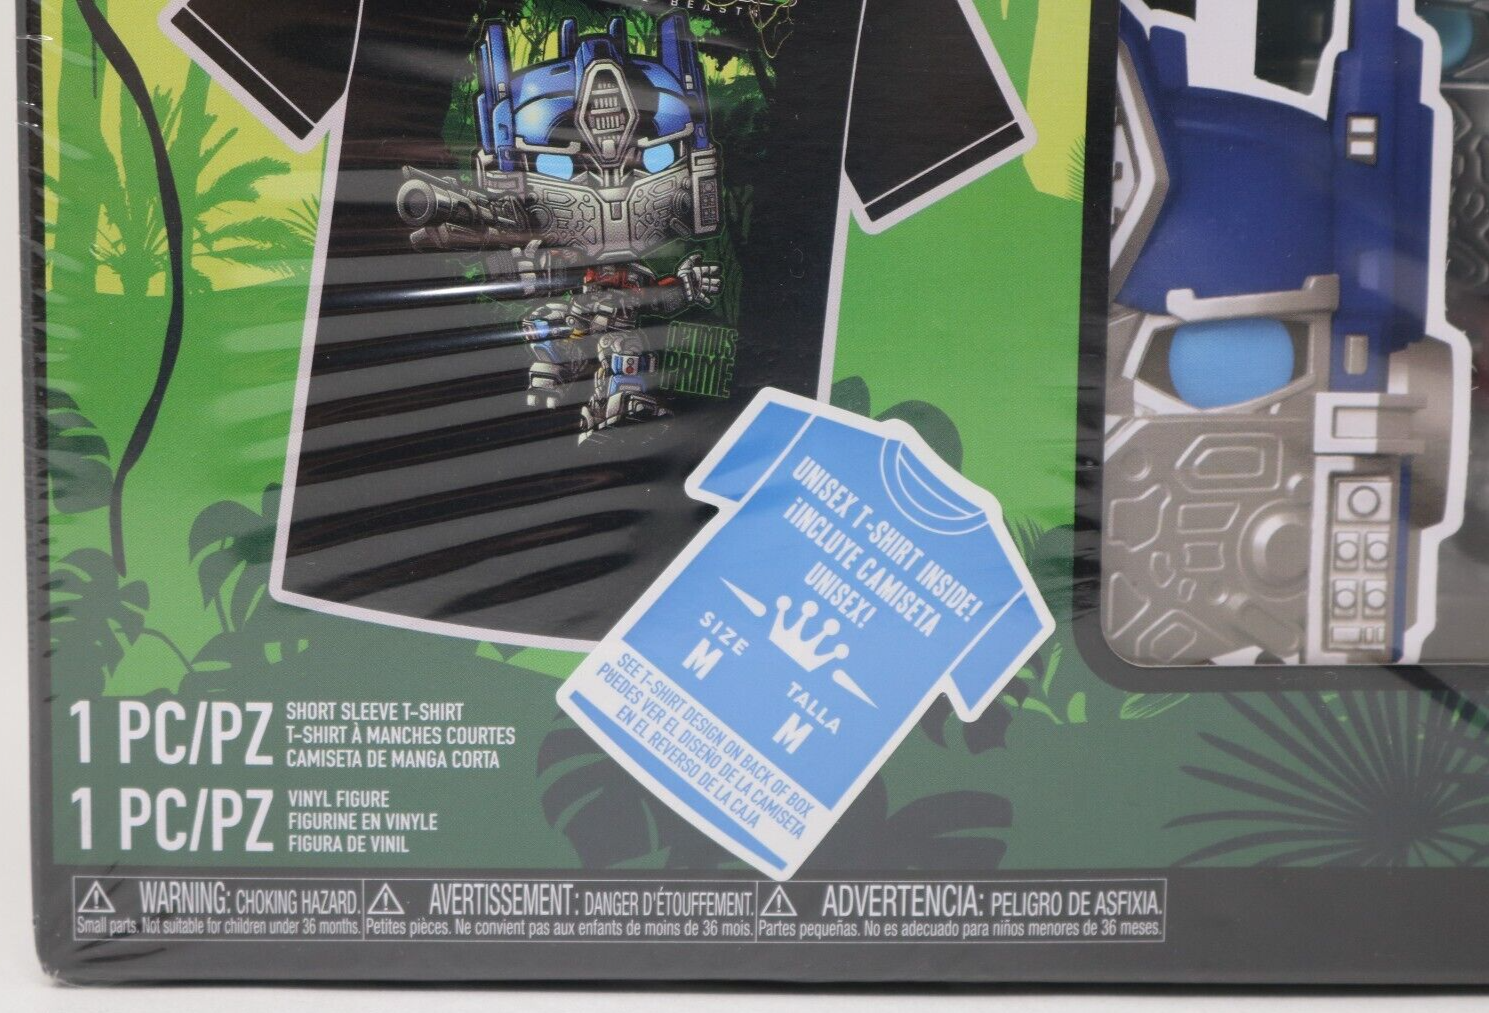 BEAST
OPTIMUS
PRIME
UNISEX T-SHIRT INSIDE!
¡INCLUYE CAMISETA
UNISEX!
SIZE
M
TALLA
M
SEE T-SHIRT DESIGN ON BACK OF BOX
PUEDES VER EL DISEÑO DE LA CAMISETA
EN EL REVERSO DE LA CAJA
1 PC/PZ
SHORT SLEEVE T-SHIRT
T-SHIRT À MANCHES COURTES
CAMISETA DE MANGA CORTA
1 PC/PZ
VINYL FIGURE
FIGURINE EN VINYLE
FIGURA DE VINIL
WARNING: CHOKING HAZARD.
Small parts. Not suitable for children under 36 months.
AVERTISSEMENT: DANGER D'ÉTOUFFEMENT.
Petites pièces. Ne convient pas aux enfants de moins de 36 mois.
ADVERTENCIA: PELIGRO DE ASFIXIA.
Partes pequeñas. No es adecuado para niños menores de 36 meses.